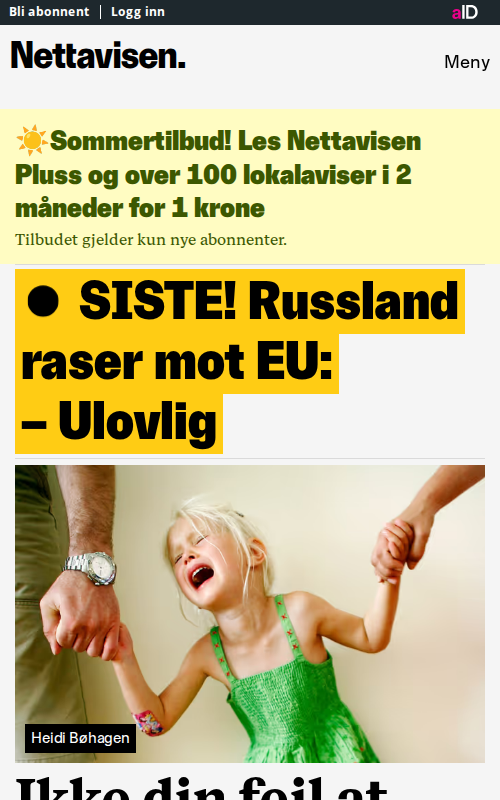 Bli abonnent
Logg inn
aID
Nettavisen.
Meny
☀️Sommertilbud! Les Nettavisen
Pluss og over 100 lokalaviser i 2
måneder for 1 krone
Tilbudet gjelder kun nye abonnenter.
● SISTE! Russland
raser mot EU:
– Ulovlig
Heidi Bøhagen
Ikke din feil at